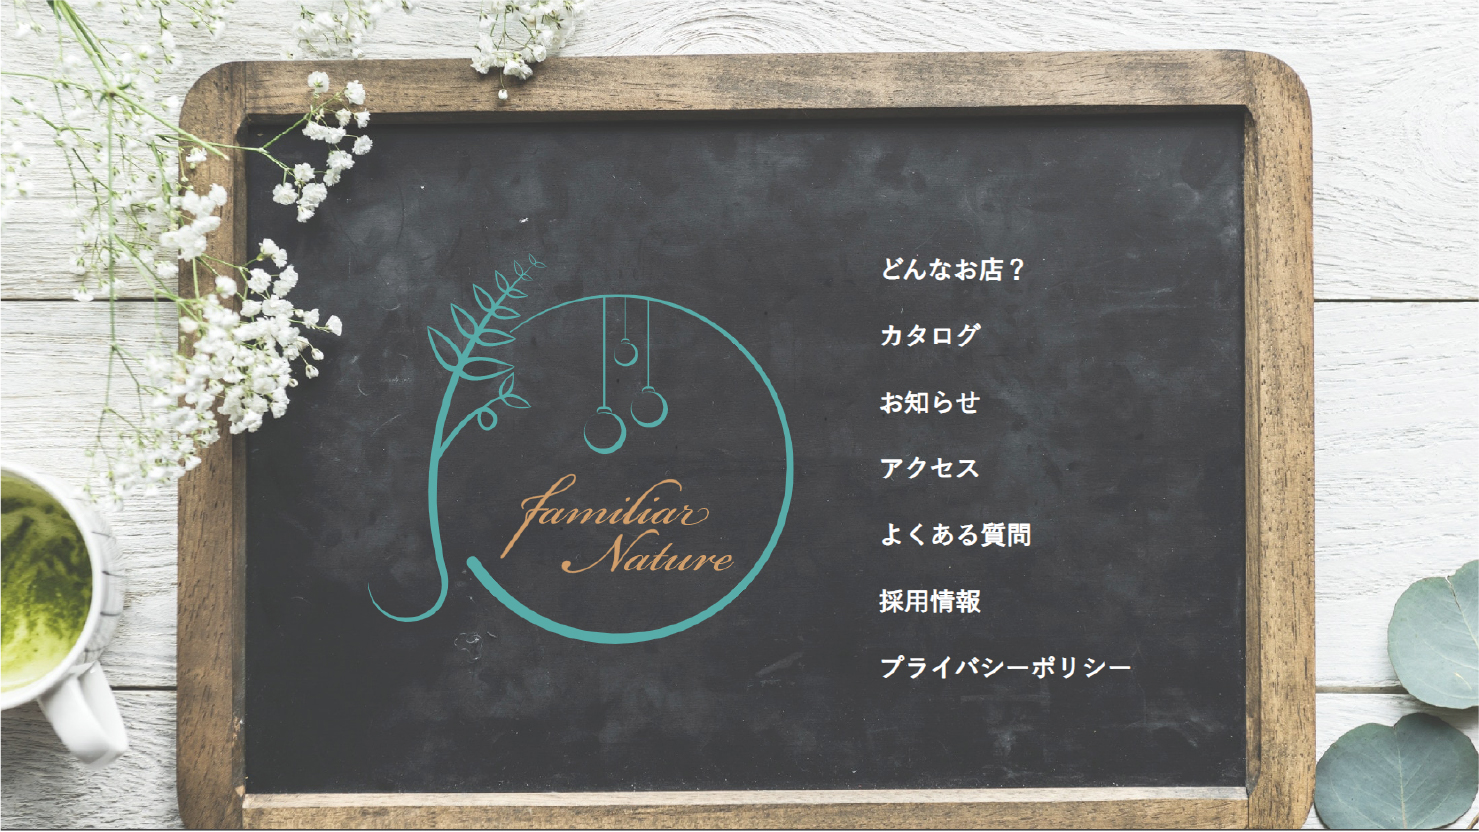 familiar
Nature
どんなお店？
カタログ
お知らせ
アクセス
よくある質問
採用情報
プライバシーポリシー